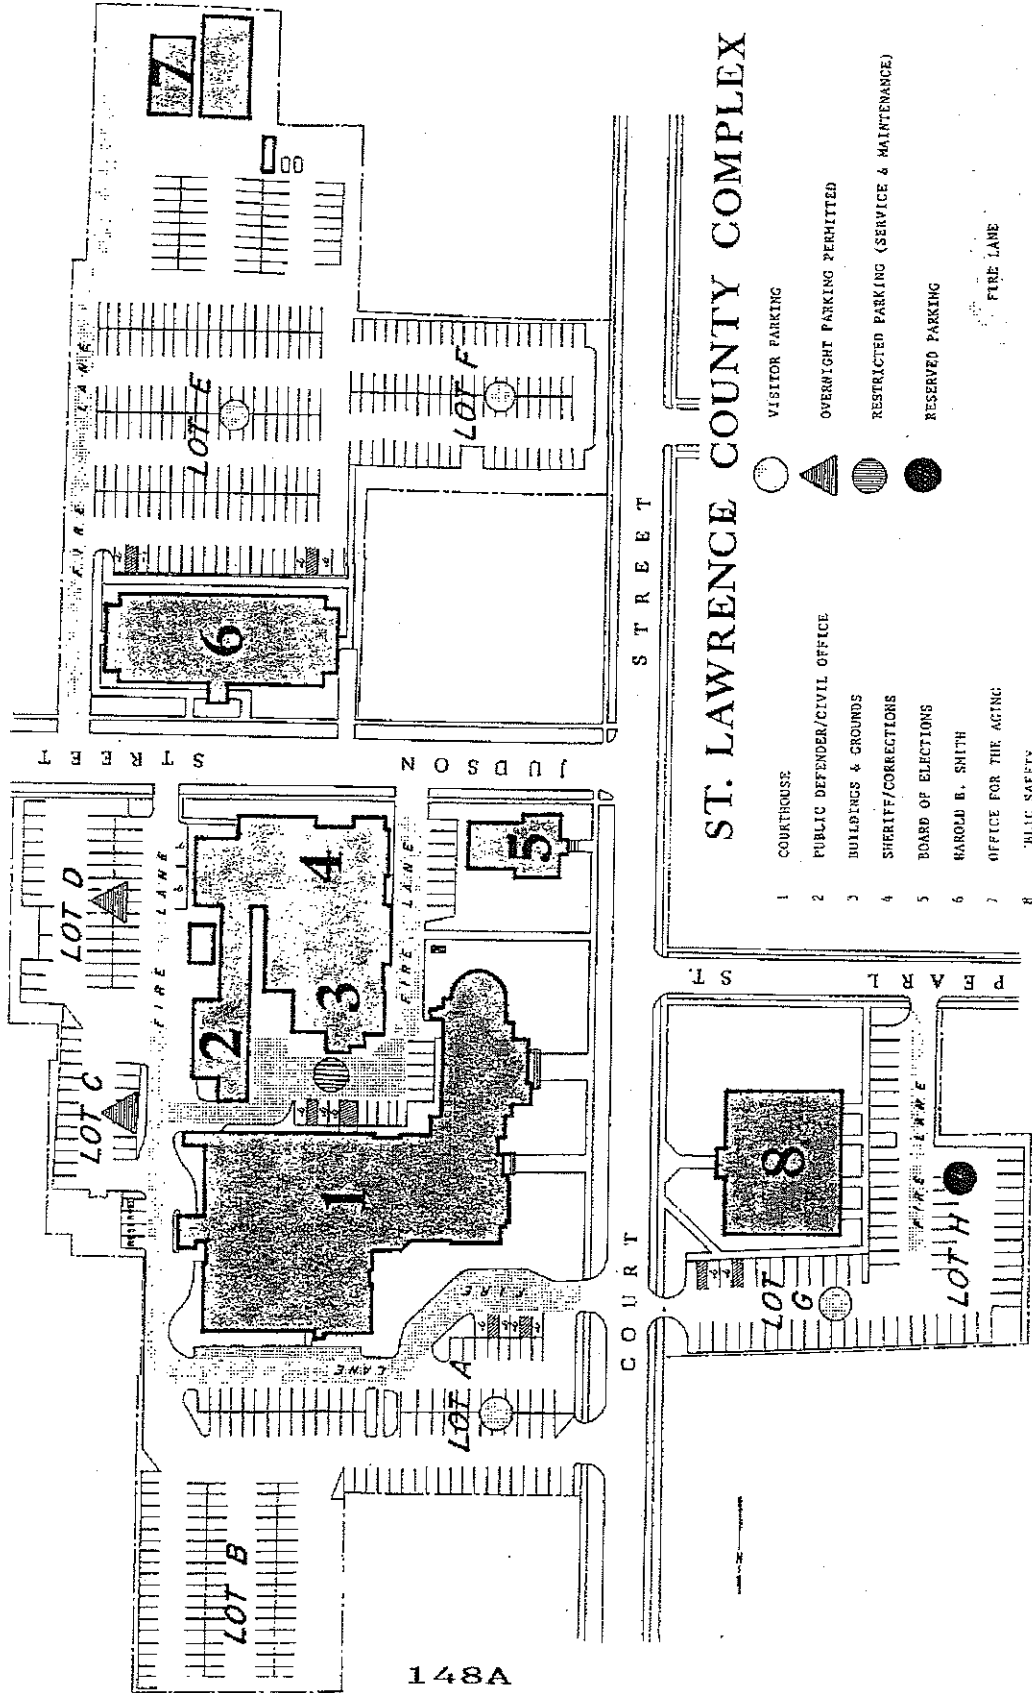 7
FIRE LANE
LOT E
LOT F
6
JUDSON STREET
LOT D
LOT C
FIRE LANE
2
4
3
FIRE LANE
5
RESERVED
1
FIRE LANE
LOT A
LOT B
COURT STREET
PEARL ST.
8
FIRE LANE
LOT G
LOT H
N
ST. LAWRENCE COUNTY COMPLEX
1 COURTHOUSE
2 PUBLIC DEFENDER/CIVIL OFFICE
3 BUILDINGS & GROUNDS
4 SHERIFF/CORRECTIONS
5 BOARD OF ELECTIONS
6 HAROLD B. SMITH
7 OFFICE FOR THE AGING
8 SAFETY
VISITOR PARKING
OVERNIGHT PARKING PERMITTED
RESTRICTED PARKING (SERVICE & MAINTENANCE)
RESERVED PARKING
FIRE LANE
148A